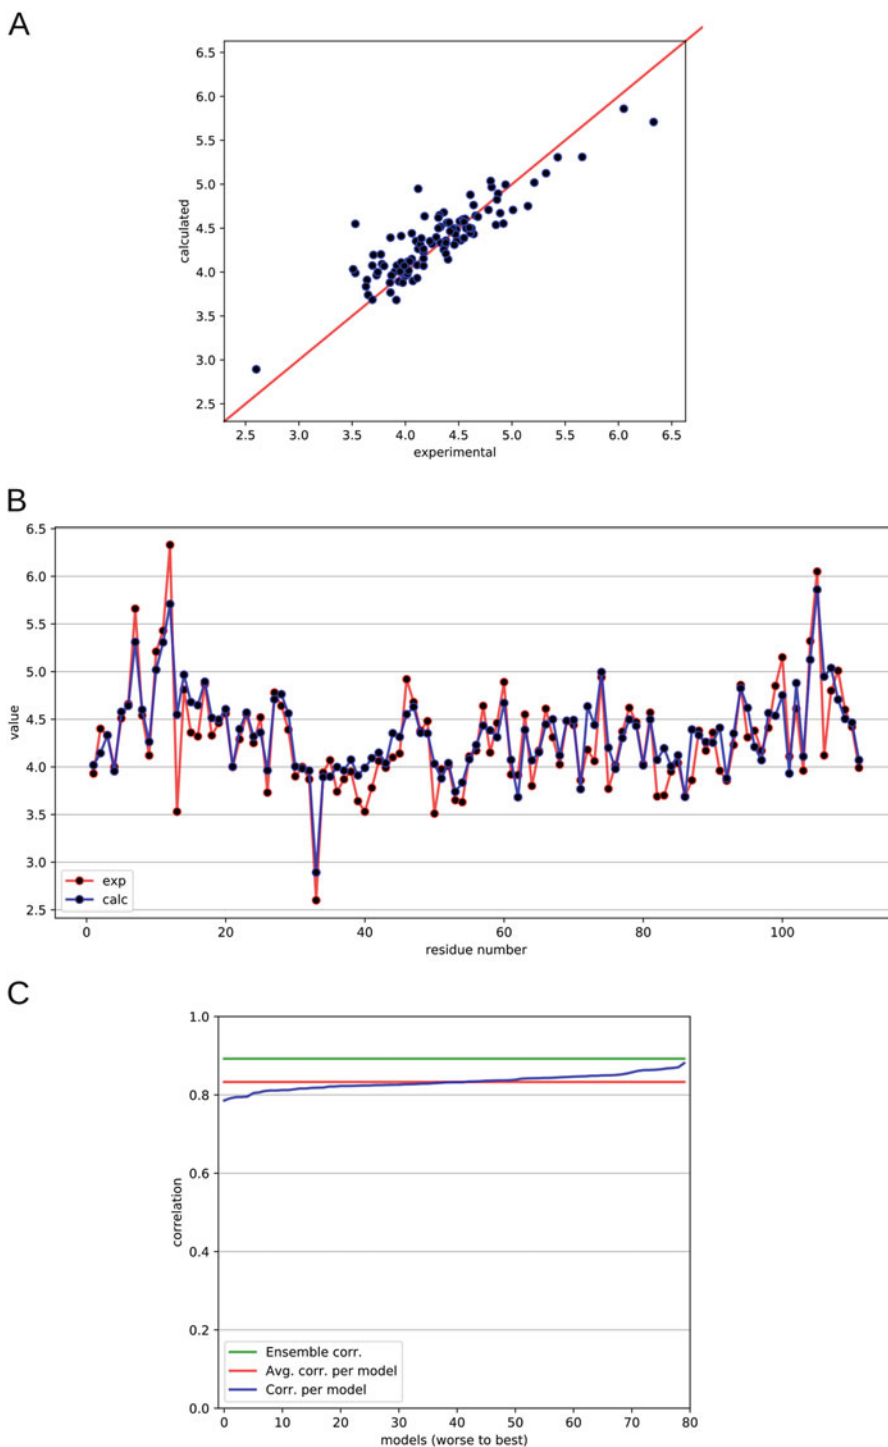 A
6.5
6.0
5.5
5.0
4.5
4.0
3.5
3.0
2.5
calculated
2.5 3.0 3.5 4.0 4.5 5.0 5.5 6.0 6.5
experimental
B
6.5
6.0
5.5
5.0
4.5
4.0
3.5
3.0
2.5
value
exp
calc
0 20 40 60 80 100
residue number
C
1.0
0.8
0.6
0.4
0.2
0.0
correlation
Ensemble corr.
Avg. corr. per model
Corr. per model
0 10 20 30 40 50 60 70 80
models (worse to best)